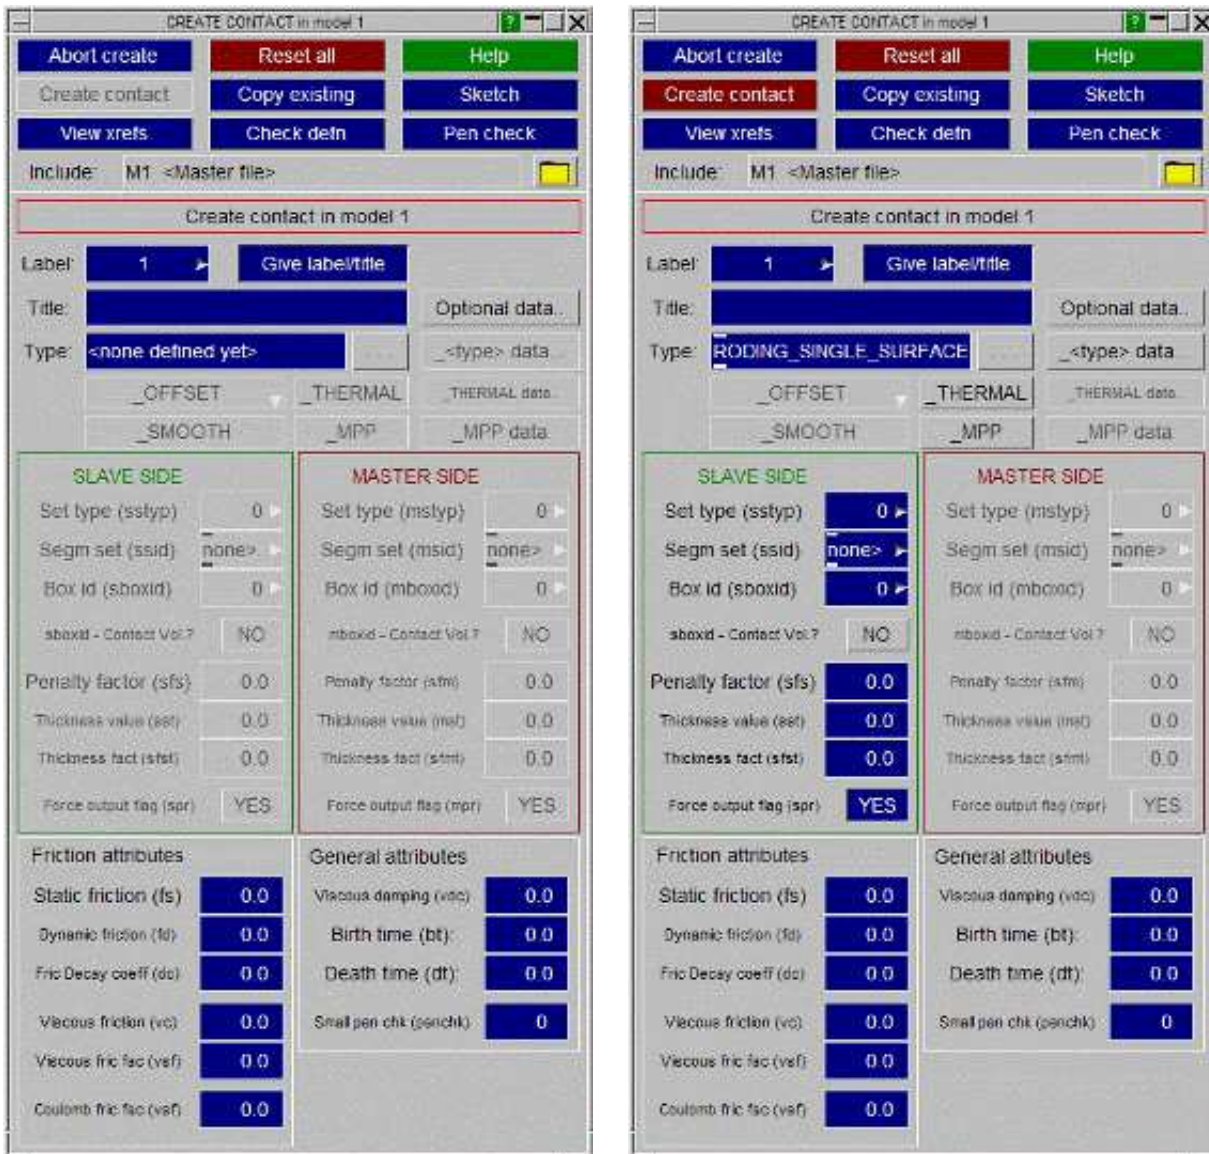 CREATE CONTACT in model 1
?
Abort create Reset all Help
Create contact Copy existing Sketch
View xrefs Check defn Pen check
Include: M1 <Master file>
Create contact in model 1
Label: 1 Give label/title
Title: Optional data..
Type: <none defined yet> ... _<type> data
_OFFSET _THERMAL _THERMAL data..
_SMOOTH _MPP _MPP data
SLAVE SIDE MASTER SIDE
Set type (sstyp) 0 Set type (mstyp) 0
Segm set (ssid) none> Segm set (msid) none>
Box id (sboxid) 0 Box id (mboxid) 0
sboxid - Contact Vol.? NO mboxid - Contact Vol.? NO
Penalty factor (sfs) 0.0 Penalty factor (sfm) 0.0
Thickness value (sst) 0.0 Thickness value (mst) 0.0
Thickness fact (sfst) 0.0 Thickness fact (sfmt) 0.0
Force output flag (spr) YES Force output flag (mpr) YES
Friction attributes General attributes
Static friction (fs) 0.0 Viscous damping (vdc) 0.0
Dynamic friction (fd) 0.0 Birth time (bt): 0.0
Fric Decay coeff (dc) 0.0 Death time (dt): 0.0
Viscous friction (vc) 0.0 Small pen chk (penchk) 0
Viscous fric fac (vsf) 0.0
Coulomb fric fac (vsf) 0.0
CREATE CONTACT in model 1
?
Abort create Reset all Help
Create contact Copy existing Sketch
View xrefs Check defn Pen check
Include: M1 <Master file>
Create contact in model 1
Label: 1 Give label/title
Title: Optional data..
Type: RODING_SINGLE_SURFACE ... _<type> data..
_OFFSET _THERMAL _THERMAL data..
_SMOOTH _MPP _MPP data
SLAVE SIDE MASTER SIDE
Set type (sstyp) 0 Set type (mstyp) 0
Segm set (ssid) none> Segm set (msid) none>
Box id (sboxid) 0 Box id (mboxid) 0
sboxid - Contact Vol.? NO mboxid - Contact Vol.? NO
Penalty factor (sfs) 0.0 Penalty factor (sfm) 0.0
Thickness value (sst) 0.0 Thickness value (mst) 0.0
Thickness fact (sfst) 0.0 Thickness fact (sfmt) 0.0
Force output flag (spr) YES Force output flag (mpr) YES
Friction attributes General attributes
Static friction (fs) 0.0 Viscous damping (vdc) 0.0
Dynamic friction (fd) 0.0 Birth time (bt): 0.0
Fric Decay coeff (dc) 0.0 Death time (dt): 0.0
Viscous friction (vc) 0.0 Small pen chk (penchk) 0
Viscous fric fac (vsf) 0.0
Coulomb fric fac (vsf) 0.0